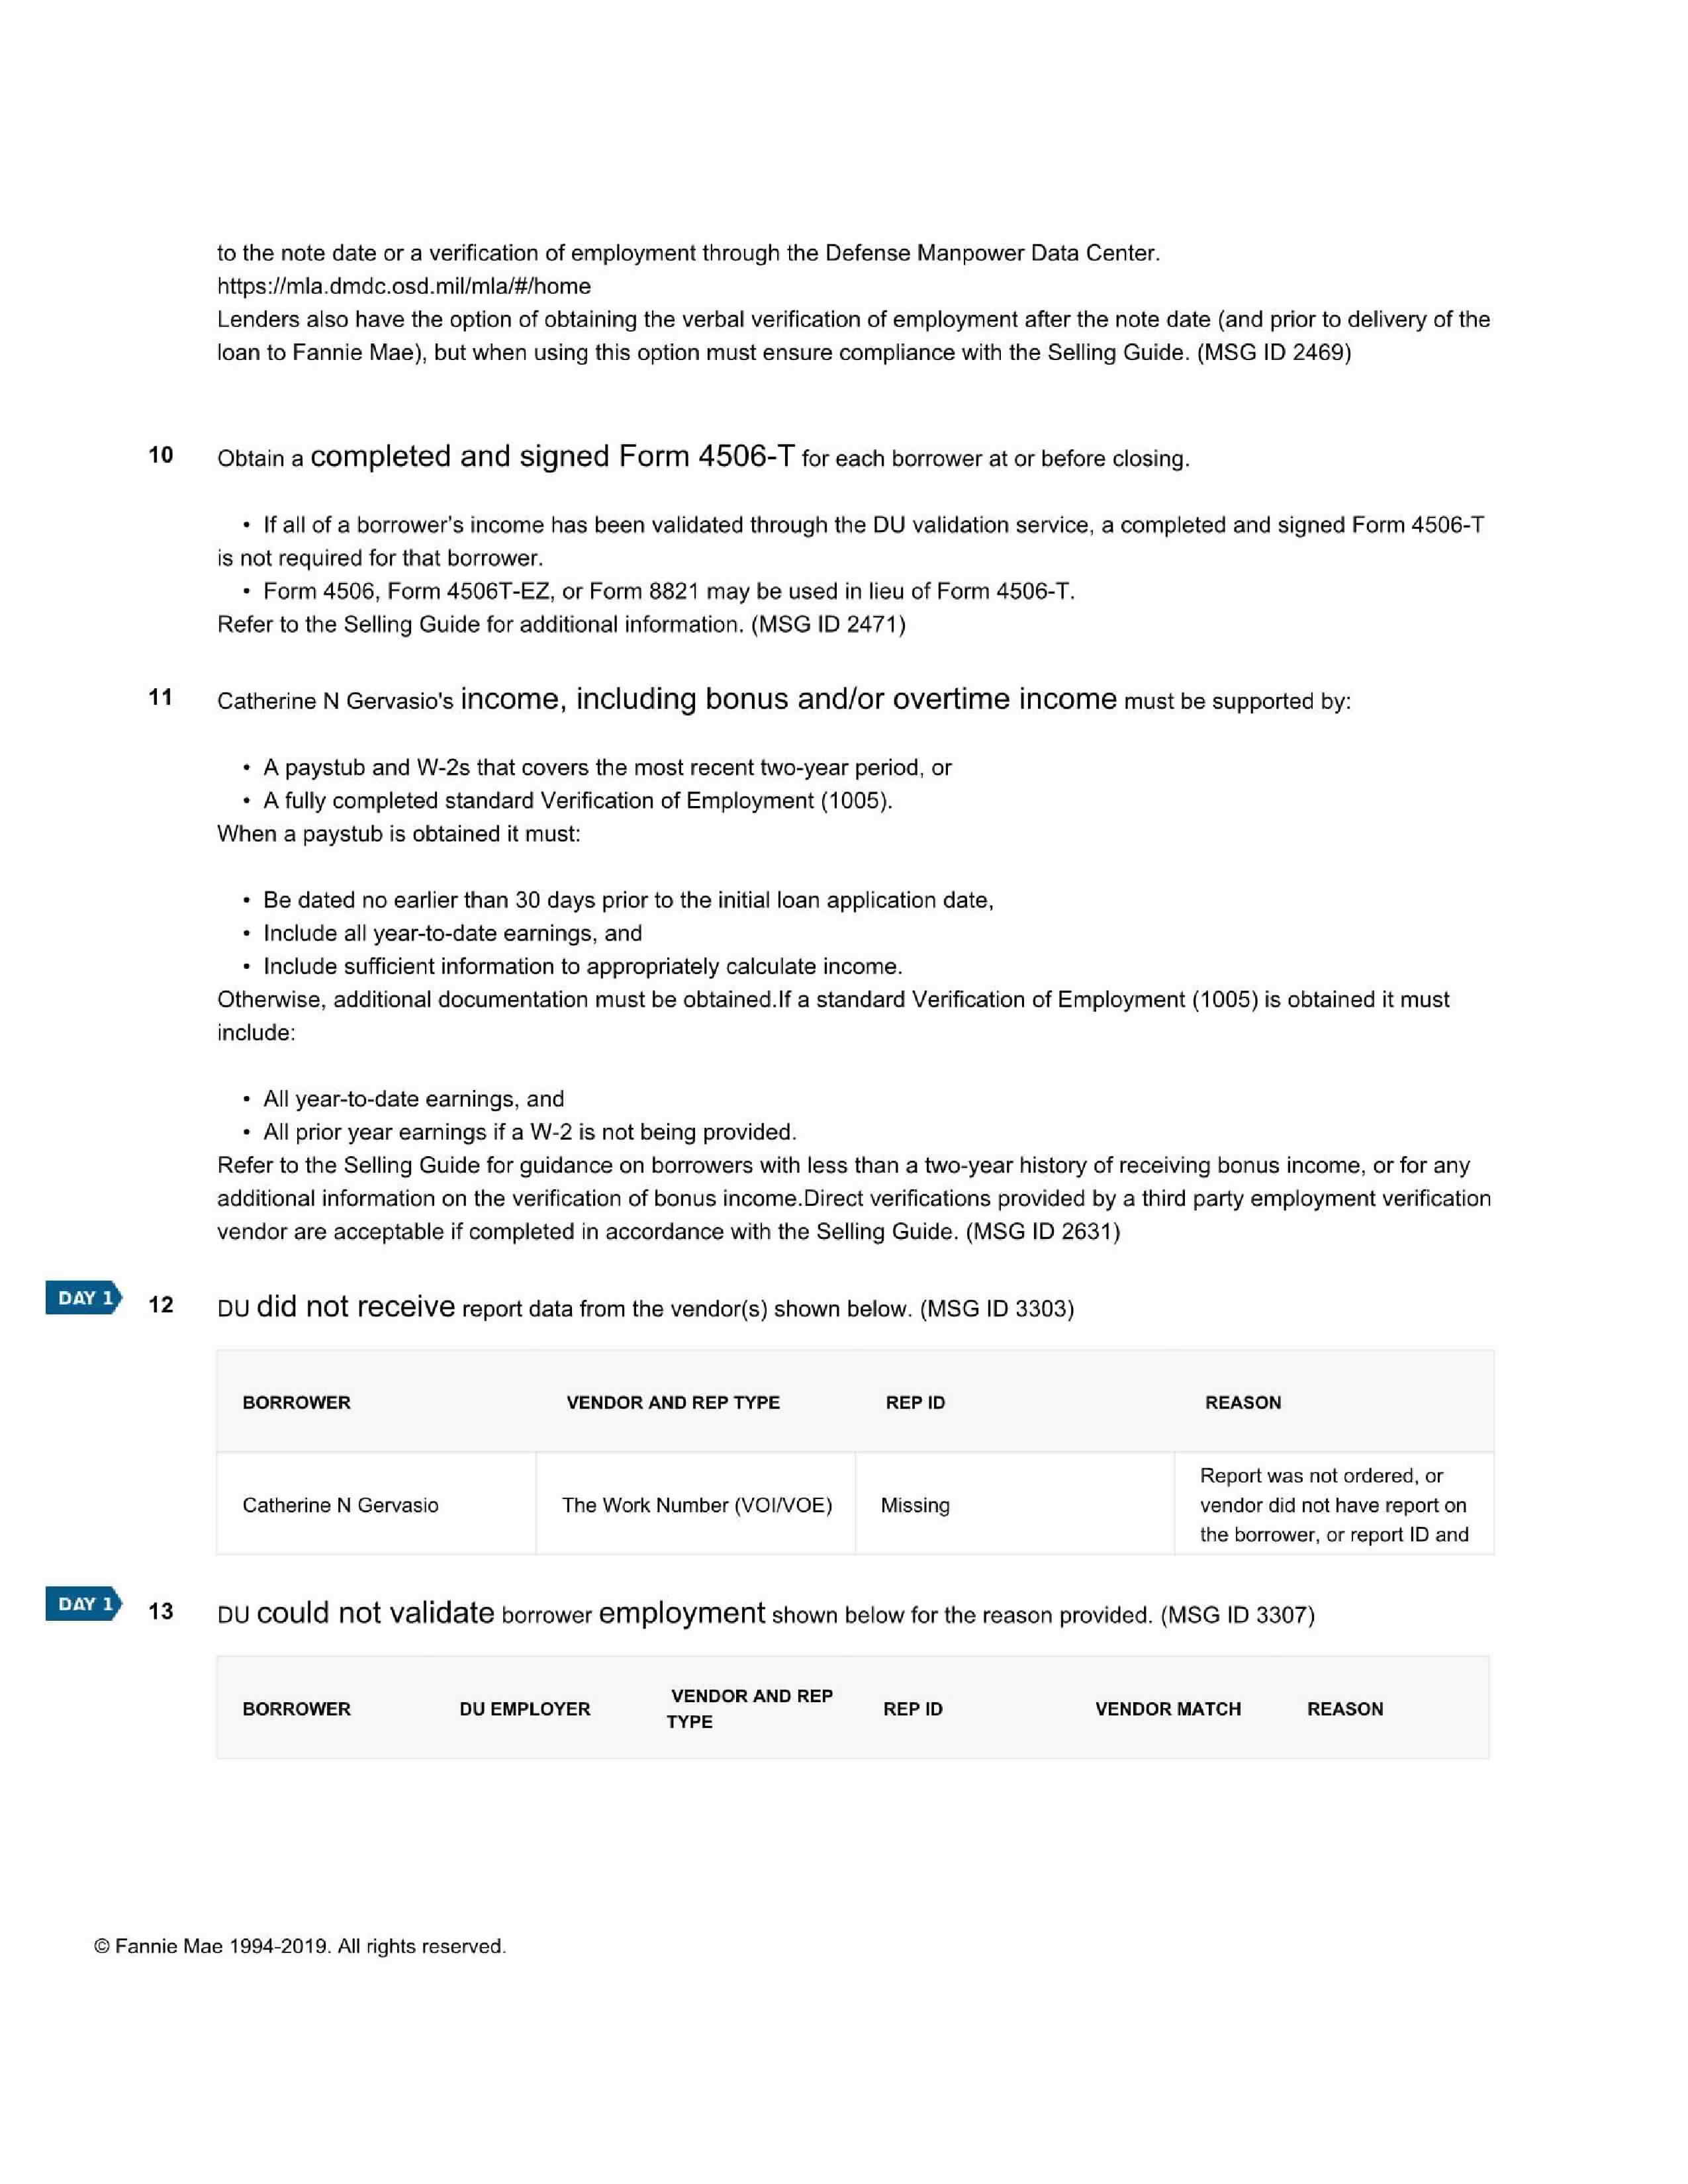 to the note date or a verification of employment through the Defense Manpower Data Center.
https://mla.dmdc.osd.mil/mla/#/home
Lenders also have the option of obtaining the verbal verification of employment after the note date (and prior to delivery of the
loan to Fannie Mae), but when using this option must ensure compliance with the Selling Guide. (MSG ID 2469)
10 Obtain a completed and signed Form 4506-T for each borrower at or before closing.
• If all of a borrower's income has been validated through the DU validation service, a completed and signed Form 4506-T
is not required for that borrower.
• Form 4506, Form 4506T-EZ, or Form 8821 may be used in lieu of Form 4506-T.
Refer to the Selling Guide for additional information. (MSG ID 2471)
11 Catherine N Gervasio's income, including bonus and/or overtime income must be supported by:
• A paystub and W-2s that covers the most recent two-year period, or
• A fully completed standard Verification of Employment (1005).
When a paystub is obtained it must:
• Be dated no earlier than 30 days prior to the initial loan application date,
• Include all year-to-date earnings, and
• Include sufficient information to appropriately calculate income.
Otherwise, additional documentation must be obtained.If a standard Verification of Employment (1005) is obtained it must
include:
• All year-to-date earnings, and
• All prior year earnings if a W-2 is not being provided.
Refer to the Selling Guide for guidance on borrowers with less than a two-year history of receiving bonus income, or for any
additional information on the verification of bonus income.Direct verifications provided by a third party employment verification
vendor are acceptable if completed in accordance with the Selling Guide. (MSG ID 2631)
DAY 1 12 DU did not receive report data from the vendor(s) shown below. (MSG ID 3303)
BORROWER VENDOR AND REP TYPE REP ID REASON
Catherine N Gervasio The Work Number (VOI/VOE) Missing Report was not ordered, or
vendor did not have report on
the borrower, or report ID and
DAY 1 13 DU could not validate borrower employment shown below for the reason provided. (MSG ID 3307)
BORROWER DU EMPLOYER VENDOR AND REP
TYPE REP ID VENDOR MATCH REASON
© Fannie Mae 1994-2019. All rights reserved.